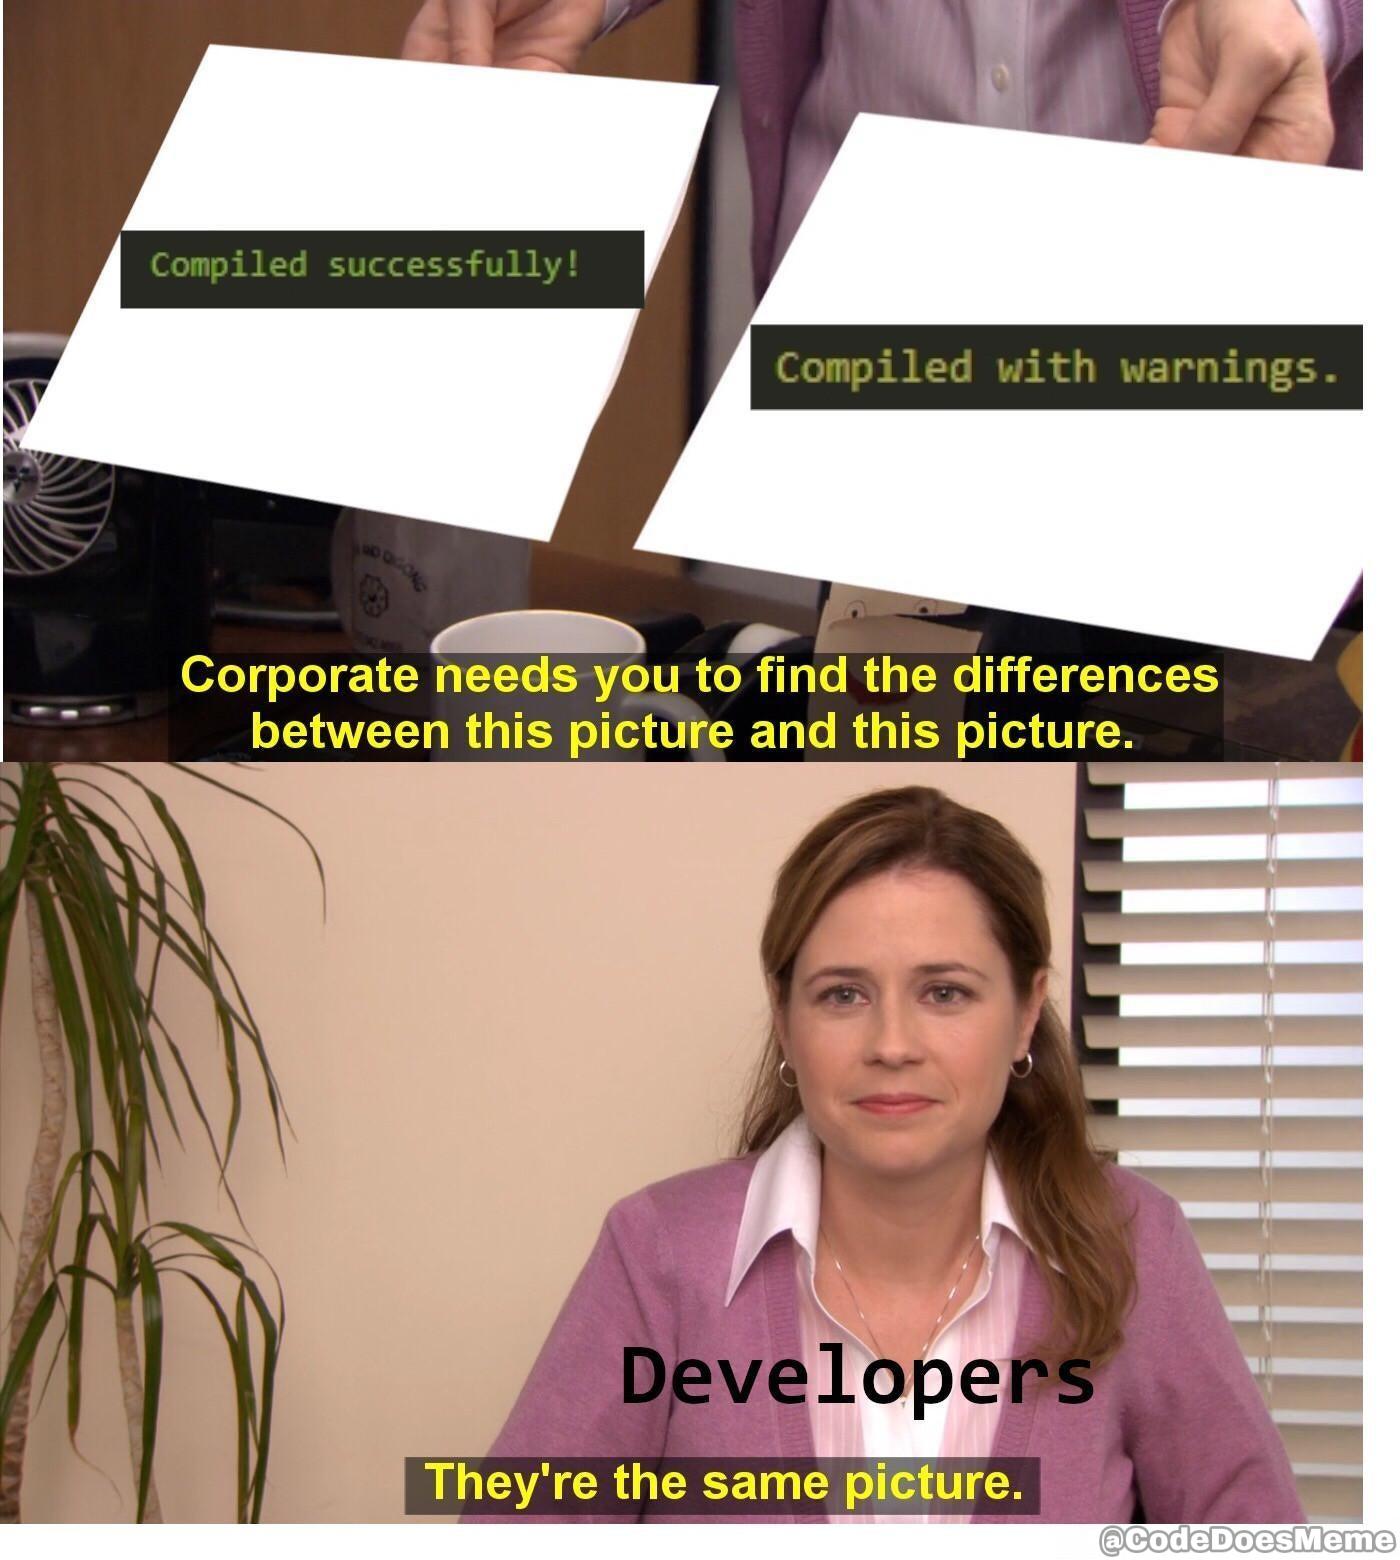 Compiled successfully!
Compiled with warnings.
Corporate needs you to find the differences
between this picture and this picture.
Developers
They're the same picture.
@CodeDoesMeme